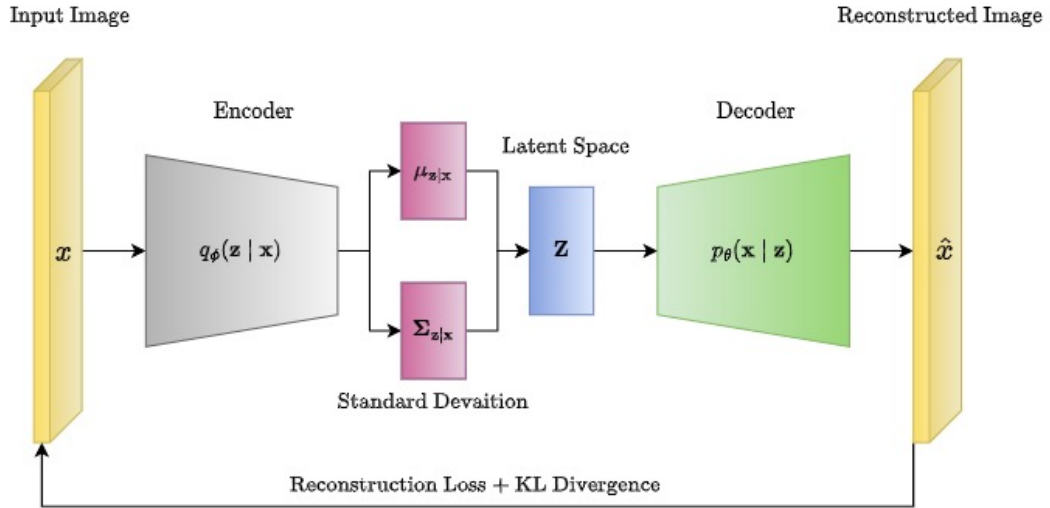 Input Image
Reconstructed Image
Encoder
Decoder
Latent Space
x
q_ϕ(z | x)
μ_z|x
Σ_z|x
Z
p_θ(x | z)
x̂
Standard Devaition
Reconstruction Loss + KL Divergence